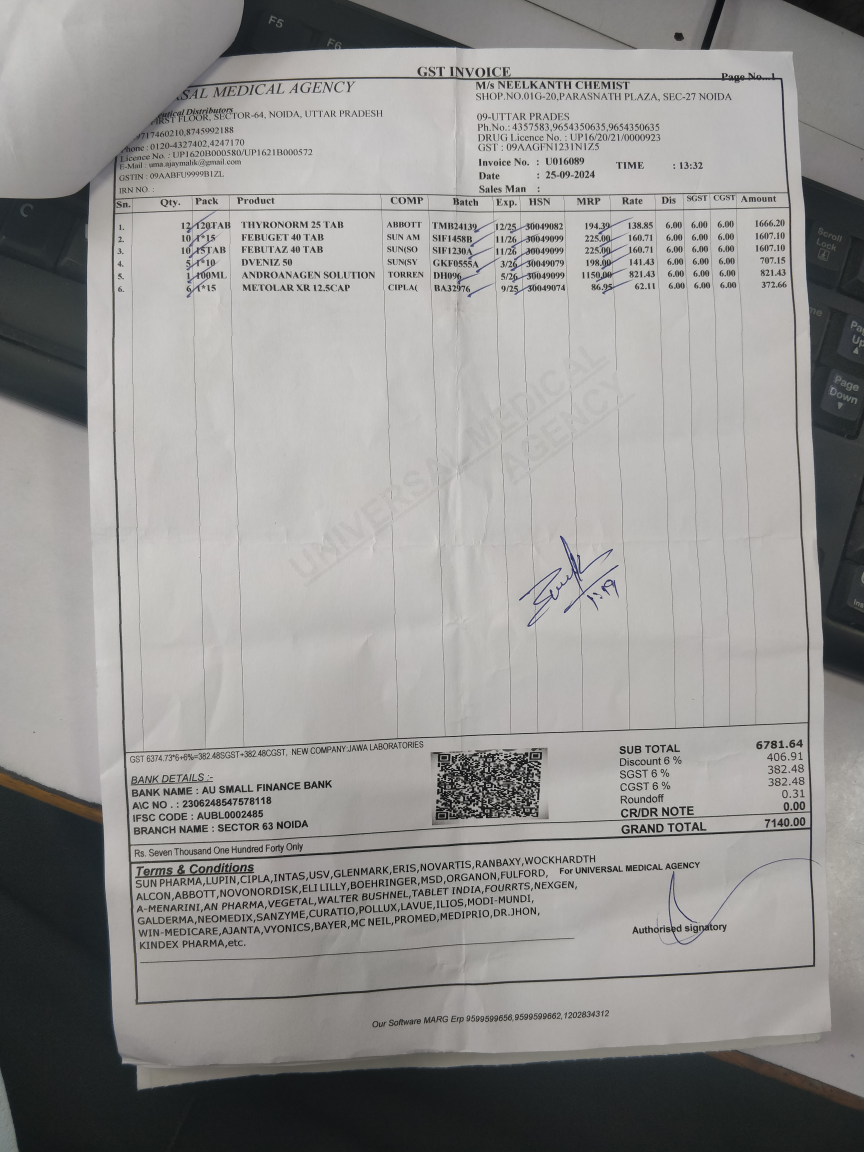 GST INVOICE
Page No...1
SAL MEDICAL AGENCY
Distributors
FIRST FLOOR, SECTOR-64, NOIDA, UTTAR PRADESH
9717460210,8745992188
Phone : 0120-4327402,4247170
Licence No. : UP1620B000580/UP1621B000572
E-Mail : uma.ajaymalik@gmail.com
GSTIN : 09AABFU9999B1ZL
IRN NO. :
M/s NEELKANTH CHEMIST
SHOP.NO.01G-20,PARASNATH PLAZA, SEC-27 NOIDA
09-UTTAR PRADES
Ph.No.: 4357583,9654350635,9654350635
DRUG Licence No. : UP16/20/21/0000923
GST : 09AAGFN1231N1Z5
Invoice No. : U016089 TIME : 13:32
Date : 25-09-2024
Sales Man :
Sn. Qty. Pack Product COMP Batch Exp. HSN MRP Rate Dis SGST CGST Amount
1. 12 120TAB THYRONORM 25 TAB ABBOTT TMB24139 12/25 30049082 194.39 138.85 6.00 6.00 6.00 1666.20
2. 10 1*15 FEBUGET 40 TAB SUN AM SIF1458B 11/26 30049099 225.00 160.71 6.00 6.00 6.00 1607.10
3. 10 15TAB FEBUTAZ 40 TAB SUN(SO SIF1230A 11/26 30049099 225.00 160.71 6.00 6.00 6.00 1607.10
4. 5 1*10 DVENIZ 50 SUN(SY GKF0555A 3/26 30049079 198.00 141.43 6.00 6.00 6.00 707.15
5. 1 100ML ANDROANAGEN SOLUTION TORREN DH096 5/26 30049099 1150.00 821.43 6.00 6.00 6.00 821.43
6. 6 1*15 METOLAR XR 12.5CAP CIPLA( BA32976 9/25 30049074 86.95 62.11 6.00 6.00 6.00 372.66
UNIVERSAL MEDICAL
AGENCY
GST 6374.73*6+6%=382.48SGST+382.48CGST, NEW COMPANY:JAWA LABORATORIES
BANK DETAILS :-
BANK NAME : AU SMALL FINANCE BANK
A\C NO. : 2306248547578118
IFSC CODE : AUBL0002485
BRANCH NAME : SECTOR 63 NOIDA
SUB TOTAL 6781.64
Discount 6 % 406.91
SGST 6 % 382.48
CGST 6 % 382.48
Roundoff 0.31
CR/DR NOTE 0.00
GRAND TOTAL 7140.00
Rs. Seven Thousand One Hundred Forty Only
Terms & Conditions
SUN PHARMA,LUPIN,CIPLA,INTAS,USV,GLENMARK,ERIS,NOVARTIS,RANBAXY,WOCKHARDTH
ALCON,ABBOTT,NOVONORDISK,ELI LILLY,BOEHRINGER,MSD,ORGANON,FULFORD,
A-MENARINI,AN PHARMA,VEGETAL,WALTER BUSHNEL,TABLET INDIA,FOURRTS,NEXGEN,
GALDERMA,NEOMEDIX,SANZYME,CURATIO,POLLUX,LAVUE,ILIOS,MODI-MUNDI,
WIN-MEDICARE,AJANTA,VYONICS,BAYER,MC NEIL,PROMED,MEDIPRIO,DR.JHON,
KINDEX PHARMA,etc.
For UNIVERSAL MEDICAL AGENCY
Authorised signatory
Our Software MARG Erp 9599599656,9599599662,1202834312
F5
F6
C
Scroll
Lock
Page
Up
Page
Down